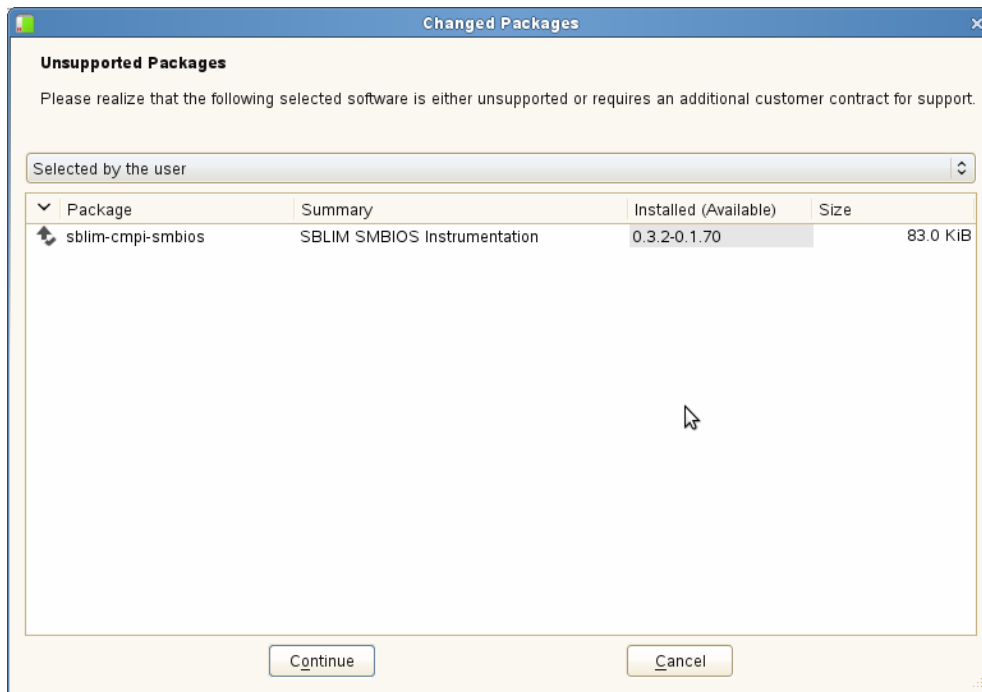 Changed Packages
Unsupported Packages
Please realize that the following selected software is either unsupported or requires an additional customer contract for support.
Selected by the user
Package Summary Installed (Available) Size
sblim-cmpi-smbios SBLIM SMBIOS Instrumentation 0.3.2-0.1.70 83.0 KiB
Continue Cancel